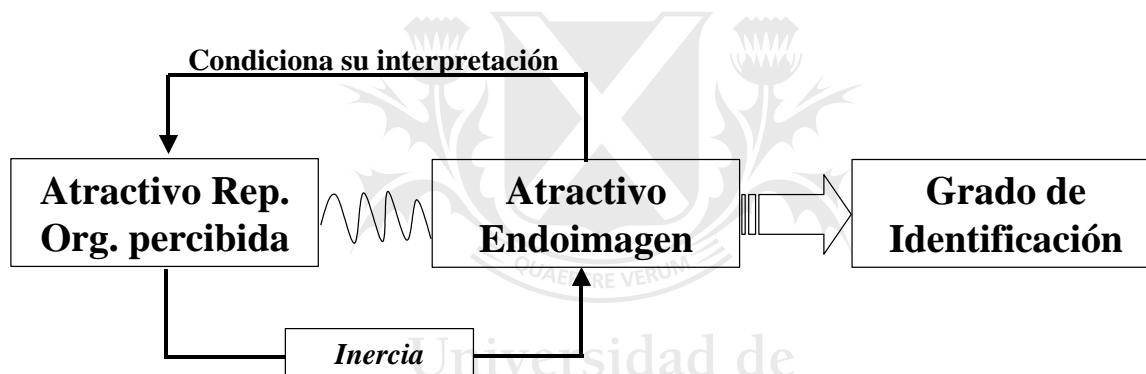 Condiciona su interpretación
Atractivo Rep.
Org. percibida
Atractivo
Endoimagen
Grado de
Identificación
QUAERERE VERUM
Inercia
Universidad de